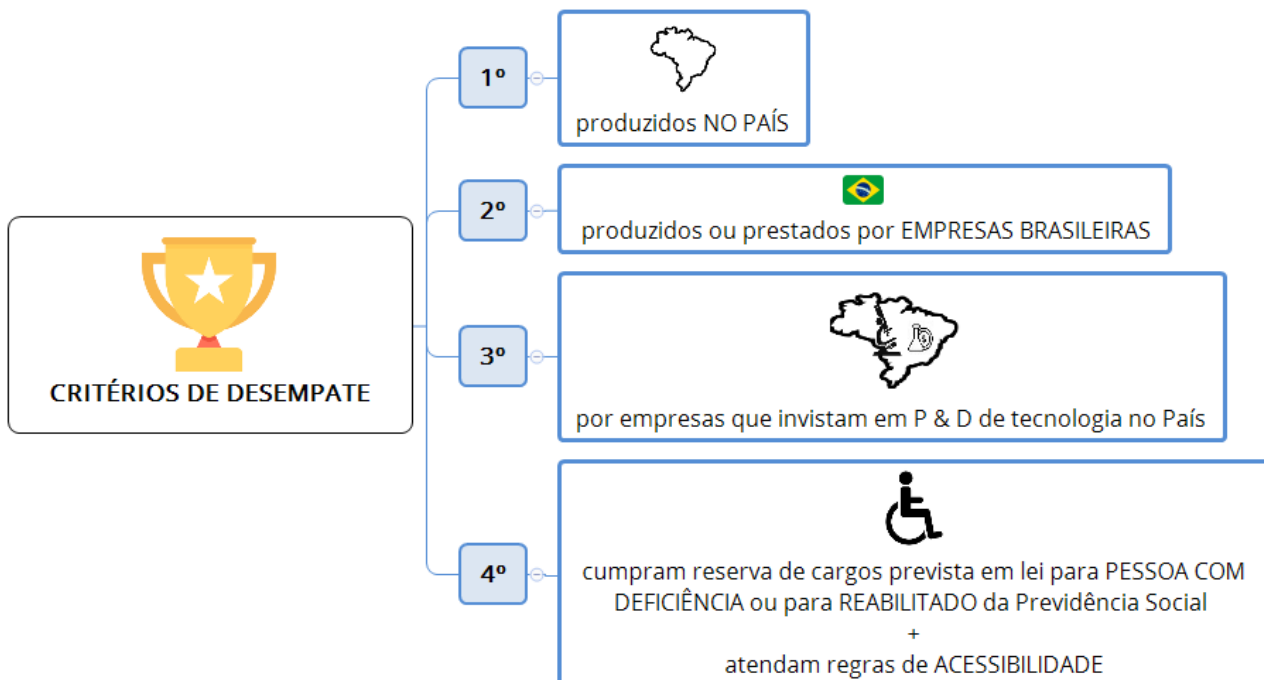 CRITÉRIOS DE DESEMPATE
1º
produzidos NO PAÍS
2º
produzidos ou prestados por EMPRESAS BRASILEIRAS
3º
por empresas que invistam em P & D de tecnologia no País
4º
cumpram reserva de cargos prevista em lei para PESSOA COM
DEFICIÊNCIA ou para REABILITADO da Previdência Social
+
atendam regras de ACESSIBILIDADE